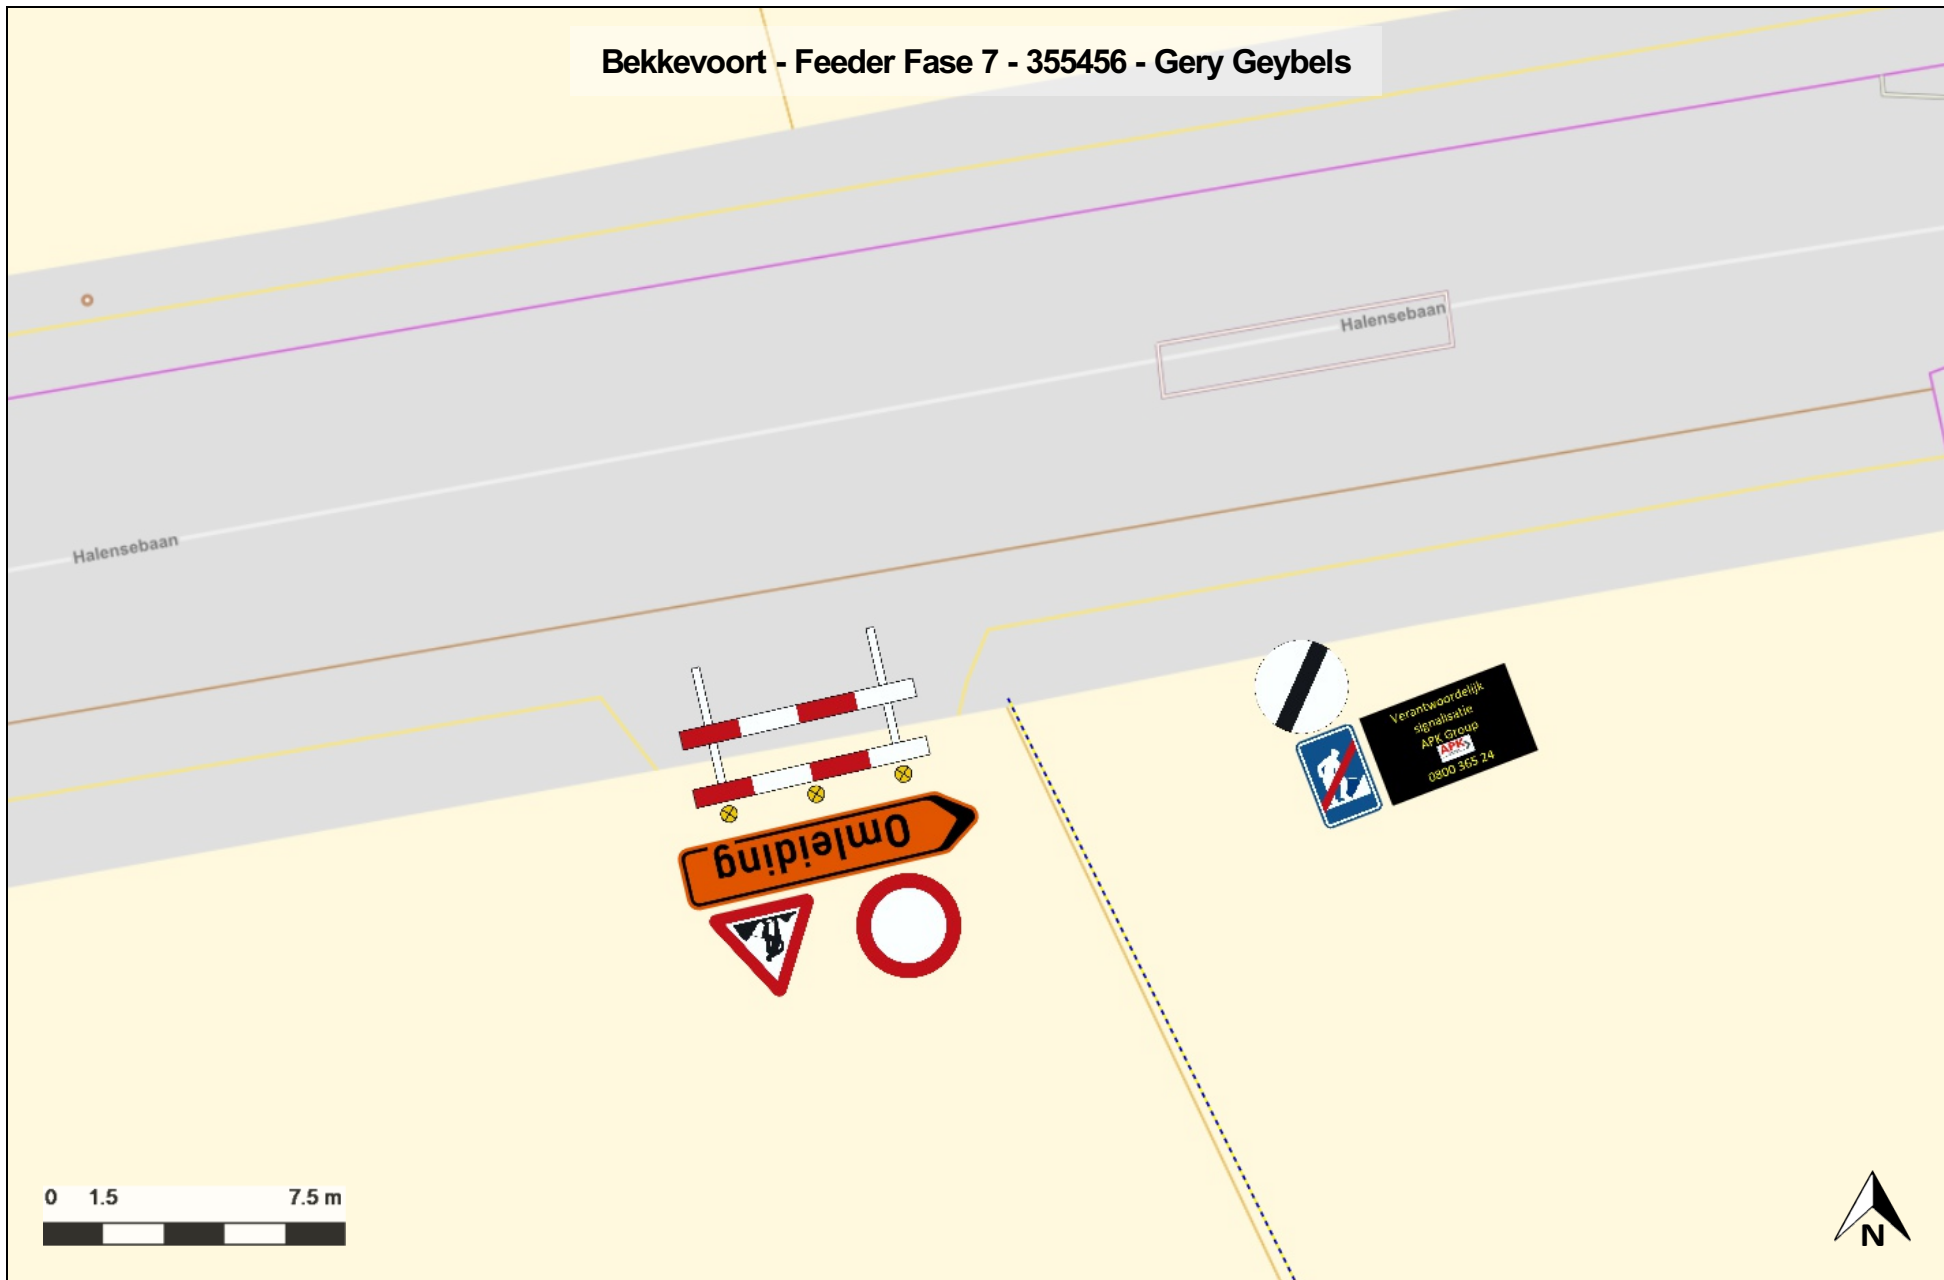 Bekkevoort - Feeder Fase 7 - 355456 - Gery Geybels
Halensebaan
Halensebaan
Verantwoordelijk
signalisatie
APK Group
APK
0800 365 24
Omleiding
0 1.5 7.5 m
N